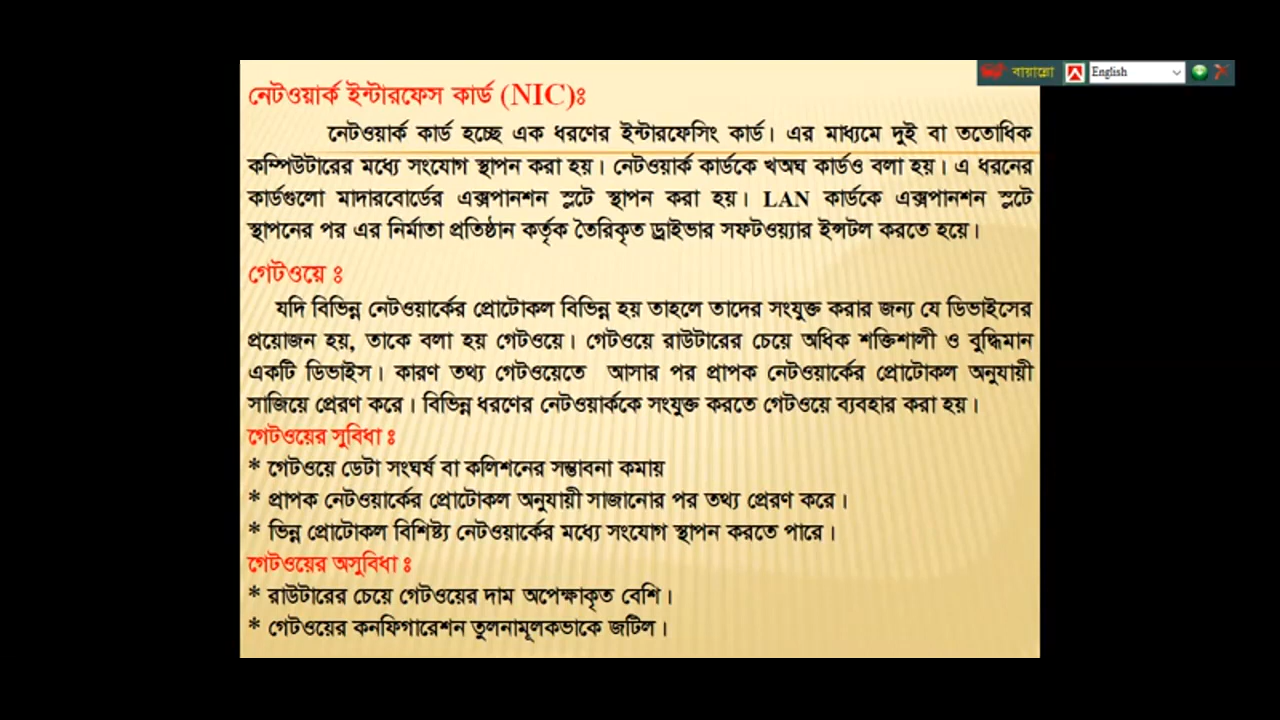 বায়ান্নো English
নেটওয়ার্ক ইন্টারফেস কার্ড (NIC)ঃ
নেটওয়ার্ক কার্ড হচ্ছে এক ধরণের ইন্টারফেসিং কার্ড। এর মাধ্যমে দুই বা ততোধিক
কম্পিউটারের মধ্যে সংযোগ স্থাপন করা হয়। নেটওয়ার্ক কার্ডকে খঅঘ কার্ডও বলা হয়। এ ধরনের
কার্ডগুলো মাদারবোর্ডের এক্সপানশন স্লটে স্থাপন করা হয়। LAN কার্ডকে এক্সপানশন স্লটে
স্থাপনের পর এর নির্মাতা প্রতিষ্ঠান কর্তৃক তৈরিকৃত ড্রাইভার সফটওয়্যার ইন্সটল করতে হয়ে।
গেটওয়ে ঃ
যদি বিভিন্ন নেটওয়ার্কের প্রোটোকল বিভিন্ন হয় তাহলে তাদের সংযুক্ত করার জন্য যে ডিভাইসের
প্রয়োজন হয়, তাকে বলা হয় গেটওয়ে। গেটওয়ে রাউটারের চেয়ে অধিক শক্তিশালী ও বুদ্ধিমান
একটি ডিভাইস। কারণ তথ্য গেটওয়েতে আসার পর প্রাপক নেটওয়ার্কের প্রোটোকল অনুযায়ী
সাজিয়ে প্রেরণ করে। বিভিন্ন ধরণের নেটওয়ার্ককে সংযুক্ত করতে গেটওয়ে ব্যবহার করা হয়।
গেটওয়ের সুবিধা ঃ
* গেটওয়ে ডেটা সংঘর্ষ বা কলিশনের সম্ভাবনা কমায়
* প্রাপক নেটওয়ার্কের প্রোটোকল অনুযায়ী সাজানোর পর তথ্য প্রেরণ করে।
* ভিন্ন প্রোটোকল বিশিষ্ট্য নেটওয়ার্কের মধ্যে সংযোগ স্থাপন করতে পারে।
গেটওয়ের অসুবিধা ঃ
* রাউটারের চেয়ে গেটওয়ের দাম অপেক্ষাকৃত বেশি।
* গেটওয়ের কনফিগারেশন তুলনামূলকভাকে জটিল।